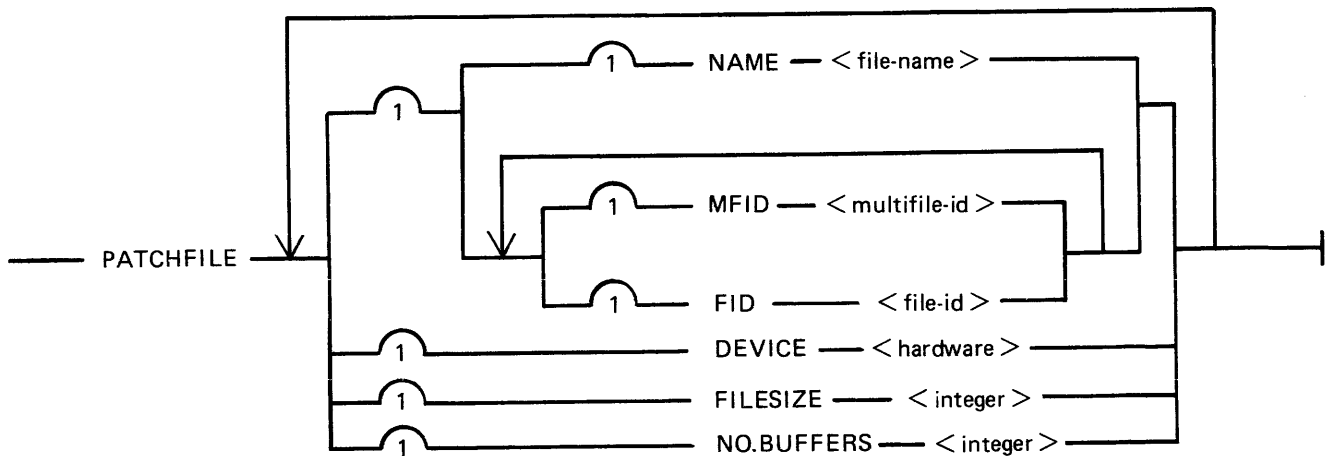 1 NAME < file-name >
1
1 MFID < multifile-id >
PATCHFILE
1 FID < file-id >
1 DEVICE < hardware >
1 FILESIZE < integer >
1 NO.BUFFERS < integer >